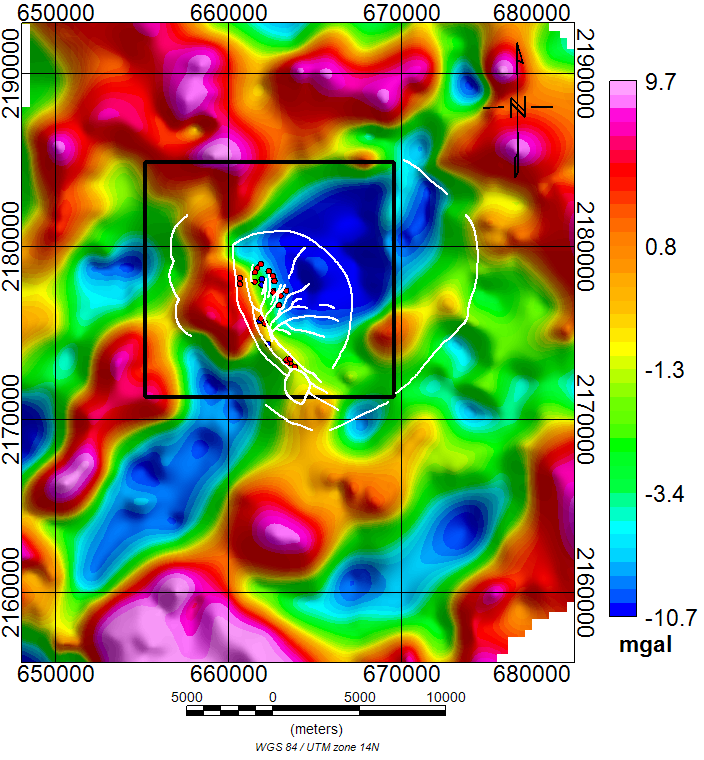 650000 660000 670000 680000
2190000 2190000
N
2180000 2180000
2170000 2170000
2160000 2160000
650000 660000 670000 680000
9.7
0.8
-1.3
-3.4
-10.7
mgal
5000 0 5000 10000
(meters)
WGS 84 / UTM zone 14N